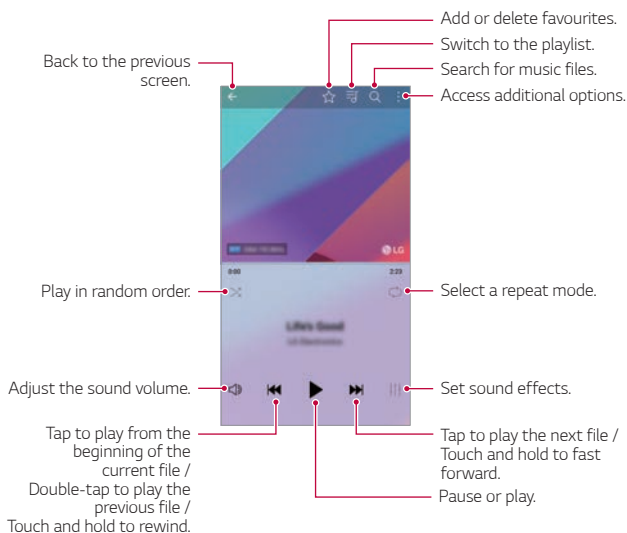 Add or delete favourites.
Switch to the playlist.
Back to the previous
screen.
Search for music files.
Access additional options.
LG
0:00
2:23
Play in random order.
Select a repeat mode.
Life's Good
LG Electronics
Adjust the sound volume.
Set sound effects.
Tap to play from the
beginning of the
current file /
Double-tap to play the
previous file /
Touch and hold to rewind.
Tap to play the next file /
Touch and hold to fast
forward.
Pause or play.